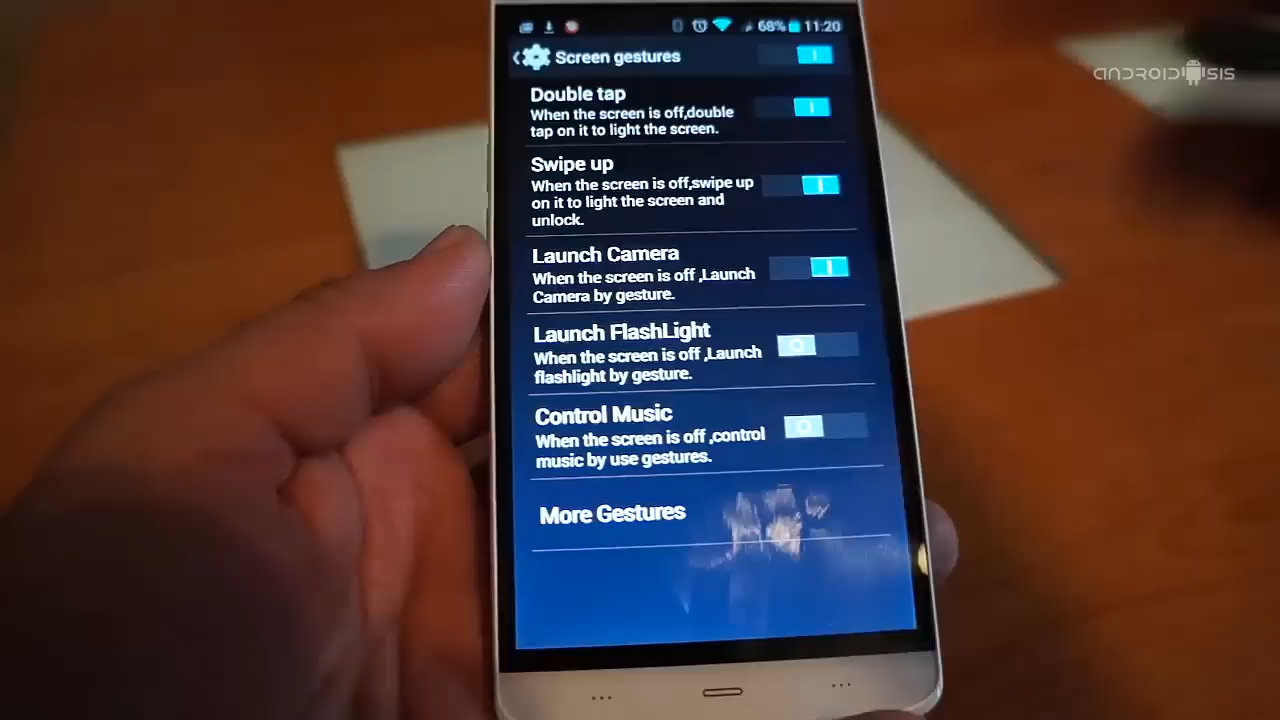 68% 11:20
Screen gestures
ANDROIDSIS
Double tap
When the screen is off,double
tap on it to light the screen.
Swipe up
When the screen is off,swipe up
on it to light the screen and
unlock.
Launch Camera
When the screen is off ,Launch
Camera by gesture.
Launch FlashLight
When the screen is off ,Launch
flashlight by gesture.
Control Music
When the screen is off ,control
music by use gestures.
More Gestures